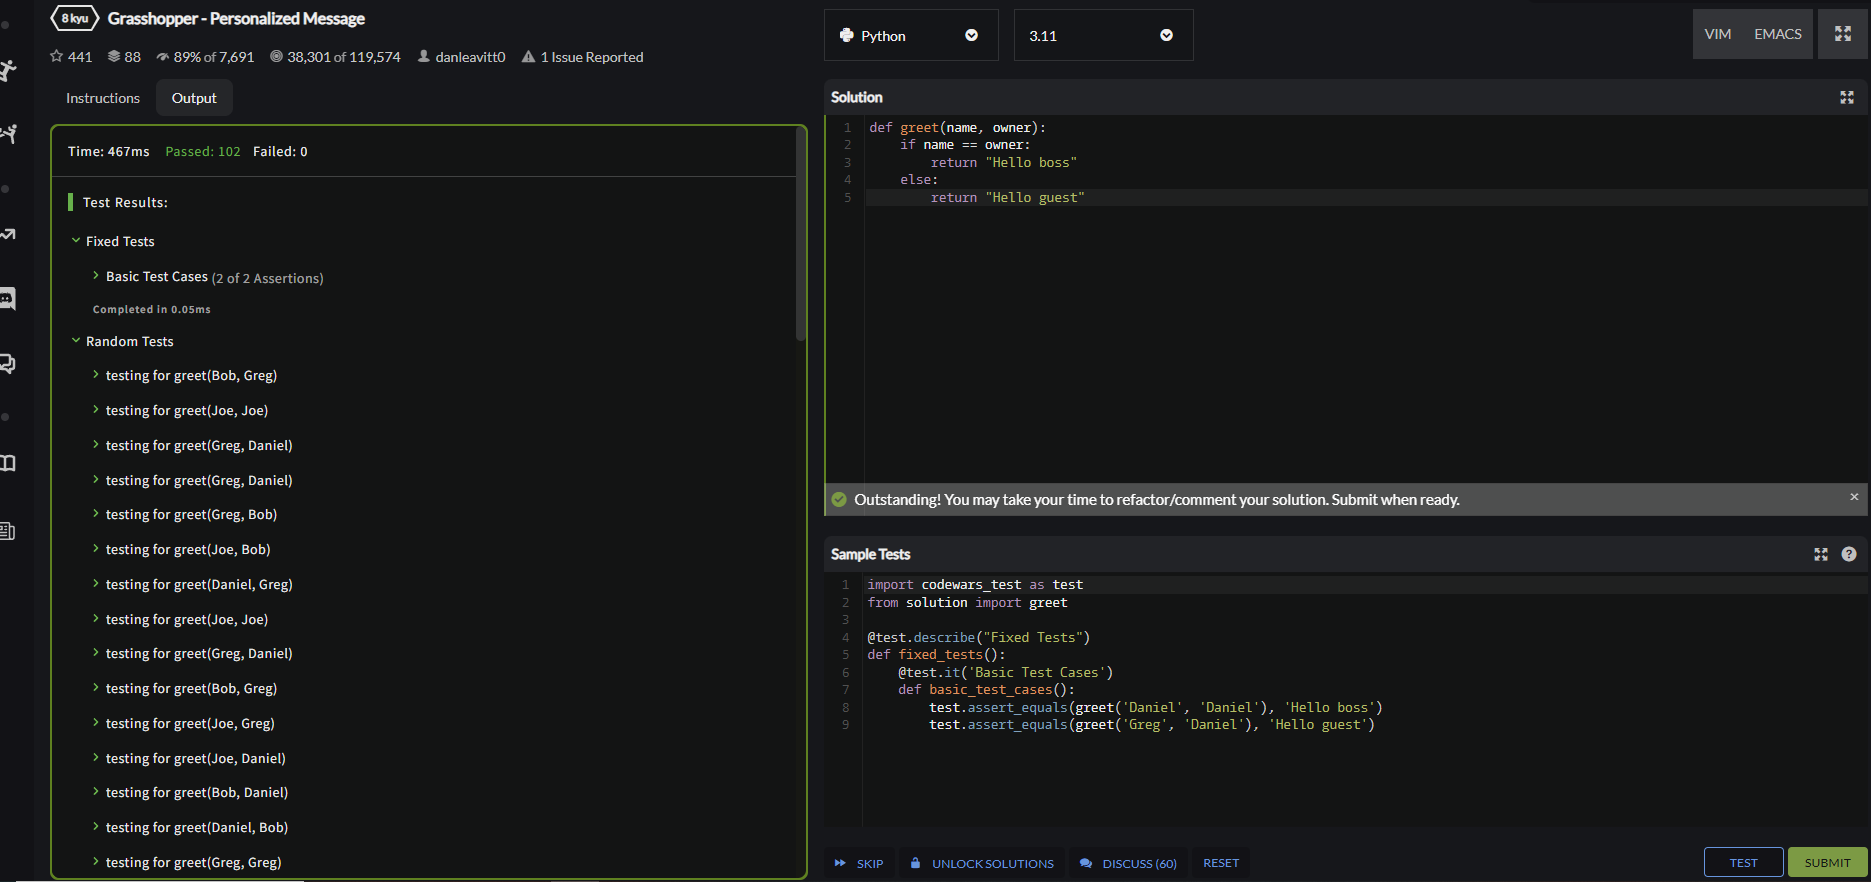 8 kyu Grasshopper - Personalized Message
441 88 89% of 7,691 38,301 of 119,574 danleavitt0 1 Issue Reported
Instructions Output
Time: 467ms Passed: 102 Failed: 0
Test Results:
Fixed Tests
Basic Test Cases (2 of 2 Assertions)
Completed in 0.05ms
Random Tests
testing for greet(Bob, Greg)
testing for greet(Joe, Joe)
testing for greet(Greg, Daniel)
testing for greet(Greg, Daniel)
testing for greet(Greg, Bob)
testing for greet(Joe, Bob)
testing for greet(Daniel, Greg)
testing for greet(Joe, Joe)
testing for greet(Greg, Daniel)
testing for greet(Bob, Greg)
testing for greet(Joe, Greg)
testing for greet(Joe, Daniel)
testing for greet(Bob, Daniel)
testing for greet(Daniel, Bob)
testing for greet(Greg, Greg)
Python 3.11 VIM EMACS
Solution
1 def greet(name, owner):
2     if name == owner:
3         return "Hello boss"
4     else:
5         return "Hello guest"
Outstanding! You may take your time to refactor/comment your solution. Submit when ready. ×
Sample Tests ?
1 import codewars_test as test
2 from solution import greet
3
4 @test.describe("Fixed Tests")
5 def fixed_tests():
6     @test.it('Basic Test Cases')
7     def basic_test_cases():
8         test.assert_equals(greet('Daniel', 'Daniel'), 'Hello boss')
9         test.assert_equals(greet('Greg', 'Daniel'), 'Hello guest')
SKIP UNLOCK SOLUTIONS DISCUSS (60) RESET TEST SUBMIT